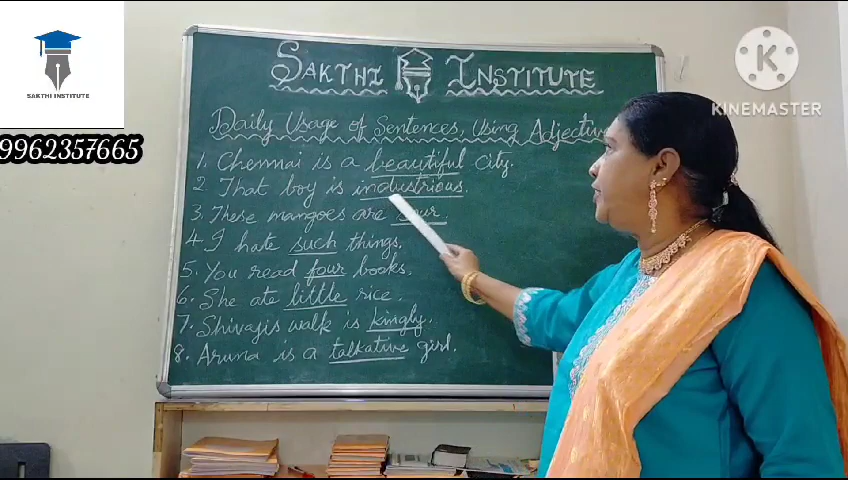 SAKTHI INSTITUTE
Daily Usage of Sentences, Using Adjective
1. Chennai is a beautiful city.
2 That boy is industrious.
3. These mangoes are sour.
4. I hate such things.
5. You read four books.
6. She ate little rice.
7. Shivajis walk is kingly.
8. Aruna is a talkative girl.
SAKTHI INSTITUTE
9962357665
K
KINEMASTER